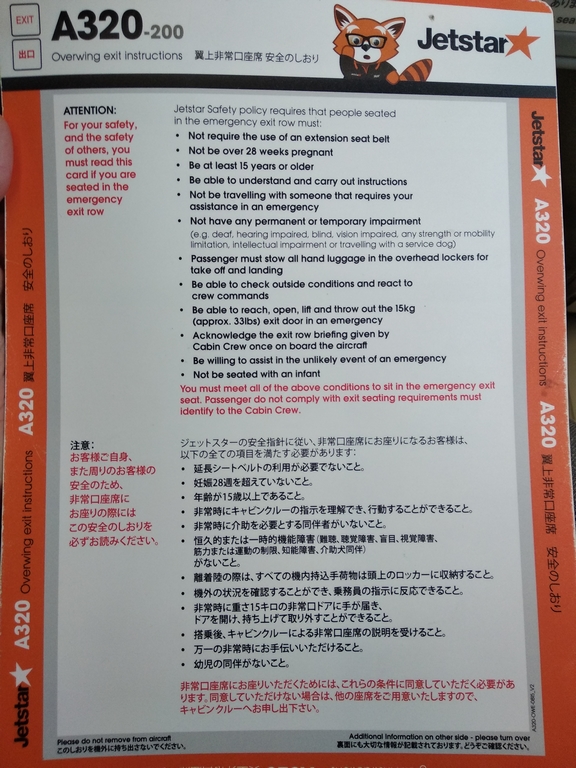 EXIT
出口
A320-200
Overwing exit instructions 翼上非常口座席 安全のしおり
Jetstar
ATTENTION:
For your safety,
and the safety
of others, you
must read this
card if you are
seated in the
emergency
exit row
Jetstar Safety policy requires that people seated
in the emergency exit row must:
• Not require the use of an extension seat belt
• Not be over 28 weeks pregnant
• Be at least 15 years or older
• Be able to understand and carry out instructions
• Not be travelling with someone that requires your
assistance in an emergency
• Not have any permanent or temporary impairment
(e.g. deaf, hearing impaired, blind, vision impaired, any strength or mobility
limitation, intellectual impairment or travelling with a service dog)
• Passenger must stow all hand luggage in the overhead lockers for
take off and landing
• Be able to check outside conditions and react to
crew commands
• Be able to reach, open, lift and throw out the 15kg
(approx. 33lbs) exit door in an emergency
• Acknowledge the exit row briefing given by
Cabin Crew once on board the aircraft
• Be willing to assist in the unlikely event of an emergency
• Not be seated with an infant
You must meet all of the above conditions to sit in the emergency exit
seat. Passenger do not comply with exit seating requirements must
identify to the Cabin Crew.
注意:
お客様ご自身、
また周りのお客様の
安全のため、
非常口座席に
お座りの際には
この安全のしおりを
必ずお読みください。
ジェットスターの安全指針に従い、非常口座席にお座りになるお客様は、
以下の全ての項目を満たす必要があります:
• 延長シートベルトの利用が必要でないこと。
• 妊娠28週を超えていないこと。
• 年齢が15歳以上であること。
• 非常時にキャビンクルーの指示を理解でき、行動することができること。
• 非常時に介助を必要とする同伴者がいないこと。
• 恒久的または一時的機能障害(難聴、聴覚障害、盲目、視覚障害、
筋力または運動の制限、知能障害、介助犬同伴)
がないこと。
• 離着陸の際は、すべての機内持込手荷物は頭上のロッカーに収納すること。
• 機外の状況を確認することができ、乗務員の指示に反応できること。
• 非常時に重さ15キロの非常口ドアに手が届き、
ドアを開け、持ち上げて取り外すことができること。
• 搭乗後、キャビンクルーによる非常口座席の説明を受けること。
• 万一の非常時にお手伝いいただけること。
• 幼児の同伴がないこと。
非常口座席にお座りいただくためには、これらの条件に同意していただく必要があ
ります。同意していただけない場合は、他の座席をご用意いたしますので、
キャビンクルーへお申し出下さい。
Please do not remove from aircraft
このしおりを機外に持ち出さないでください。
Additional information on other side - please turn over
裏面にも大切な情報が記載されております。どうぞご確認ください。
Jetstar A320 Overwing exit instructions A320 翼上非常口座席 安全のしおり
Jetstar A320 Overwing exit instructions A320 翼上非常口座席 安全のしおり